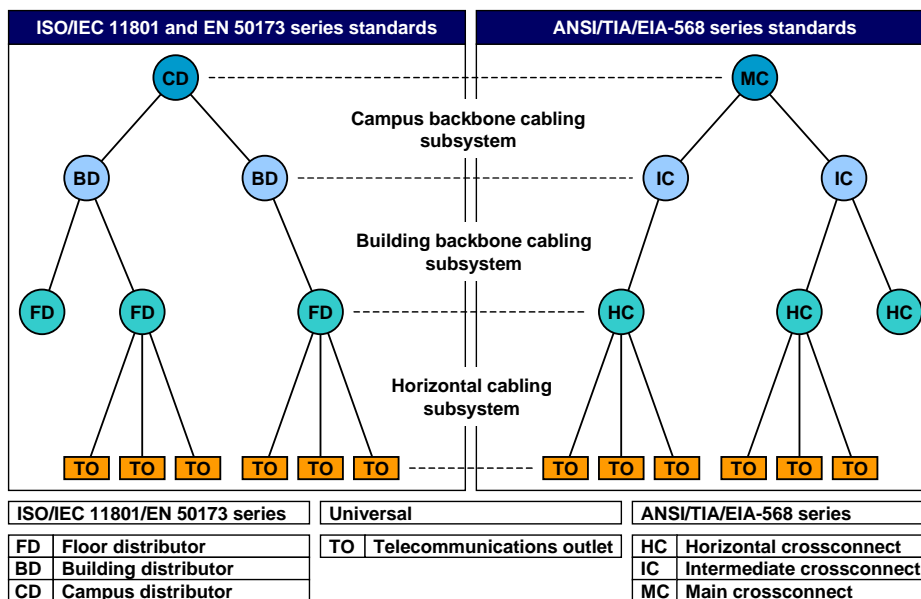 ISO/IEC 11801 and EN 50173 series standards
ANSI/TIA/EIA-568 series standards
CD
MC
Campus backbone cabling
subsystem
BD
BD
IC
IC
Building backbone cabling
subsystem
FD
FD
FD
HC
HC
HC
Horizontal cabling
subsystem
TO
TO
TO
TO
TO
TO
TO
TO
TO
TO
TO
TO
ISO/IEC 11801/EN 50173 series
FD Floor distributor
BD Building distributor
CD Campus distributor
Universal
TO Telecommunications outlet
ANSI/TIA/EIA-568 series
HC Horizontal crossconnect
IC Intermediate crossconnect
MC Main crossconnect